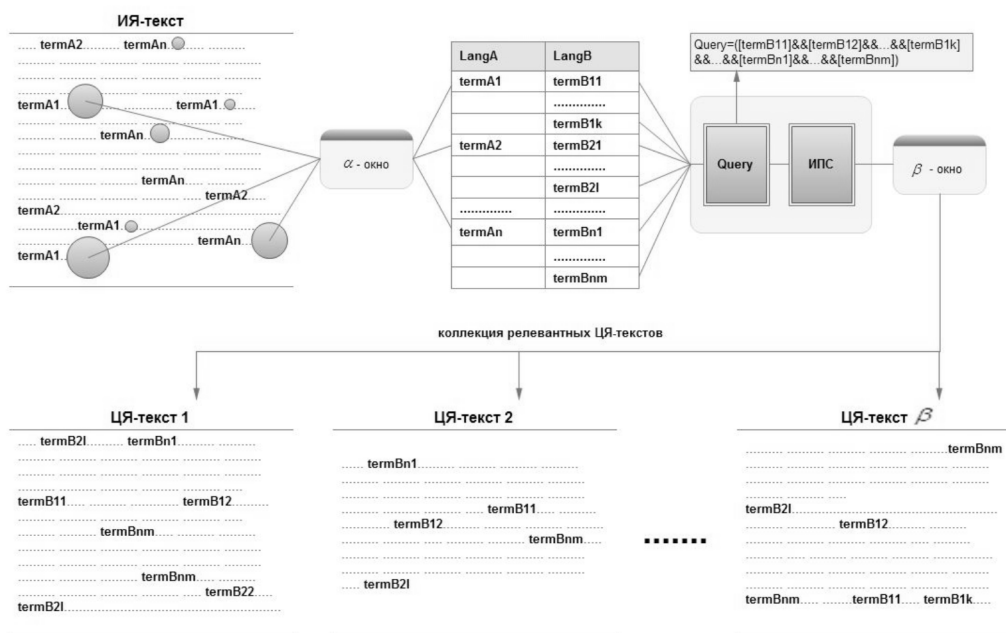 ИЯ-текст
..... termA2......... termAn
termA1 termA1
termAn
termAn
termA2
termA2
termA1
termAn
termA1
α - окно
LangA LangB
termA1 termB11
..............
termB1k
termA2 termB21
..............
termB2l
.............. ..............
termAn termBn1
..............
termBnm
Query=([termB11]&&[termB12]&&...&&[termB1k]
&&...&&[termBn1]&&...&&[termBnm])
Query ИПС
β - окно
коллекция релевантных ЦЯ-текстов
ЦЯ-текст 1
..... termB2l......... termBn1
termB11 termB12
termBnm
termBnm
termB22
termB2l
ЦЯ-текст 2
..... termBn1
termB11
termB12
termBnm
..... termB2l
.......
ЦЯ-текст β
termBnm
termB2l
termB12
termBnm termB11 termB1k